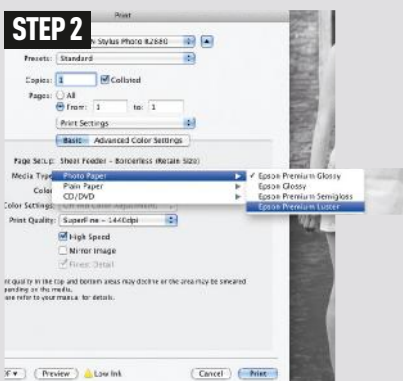 Print
STEP 2
Stylus Photo R2880
Presets: Standard
Copies: 1 Collated
Pages: All
From: 1 to: 1
Print Settings
Basic Advanced Color Settings
Page Setup: Sheet Feeder - Borderless (Retain Size)
Media Type Photo Paper ✓ Epson Premium Glossy
Plain Paper Epson Glossy
Color CD/DVD Epson Premium Semigloss
Color Settings: Epson Premium Luster
Print Quality: SuperFine - 1440dpi
High Speed
Mirror Image
Finest Detail
quality in the top and bottom areas may decline or the area may be smeared
on the media.
refer to your manual for details.
Preview Low Ink Cancel Print